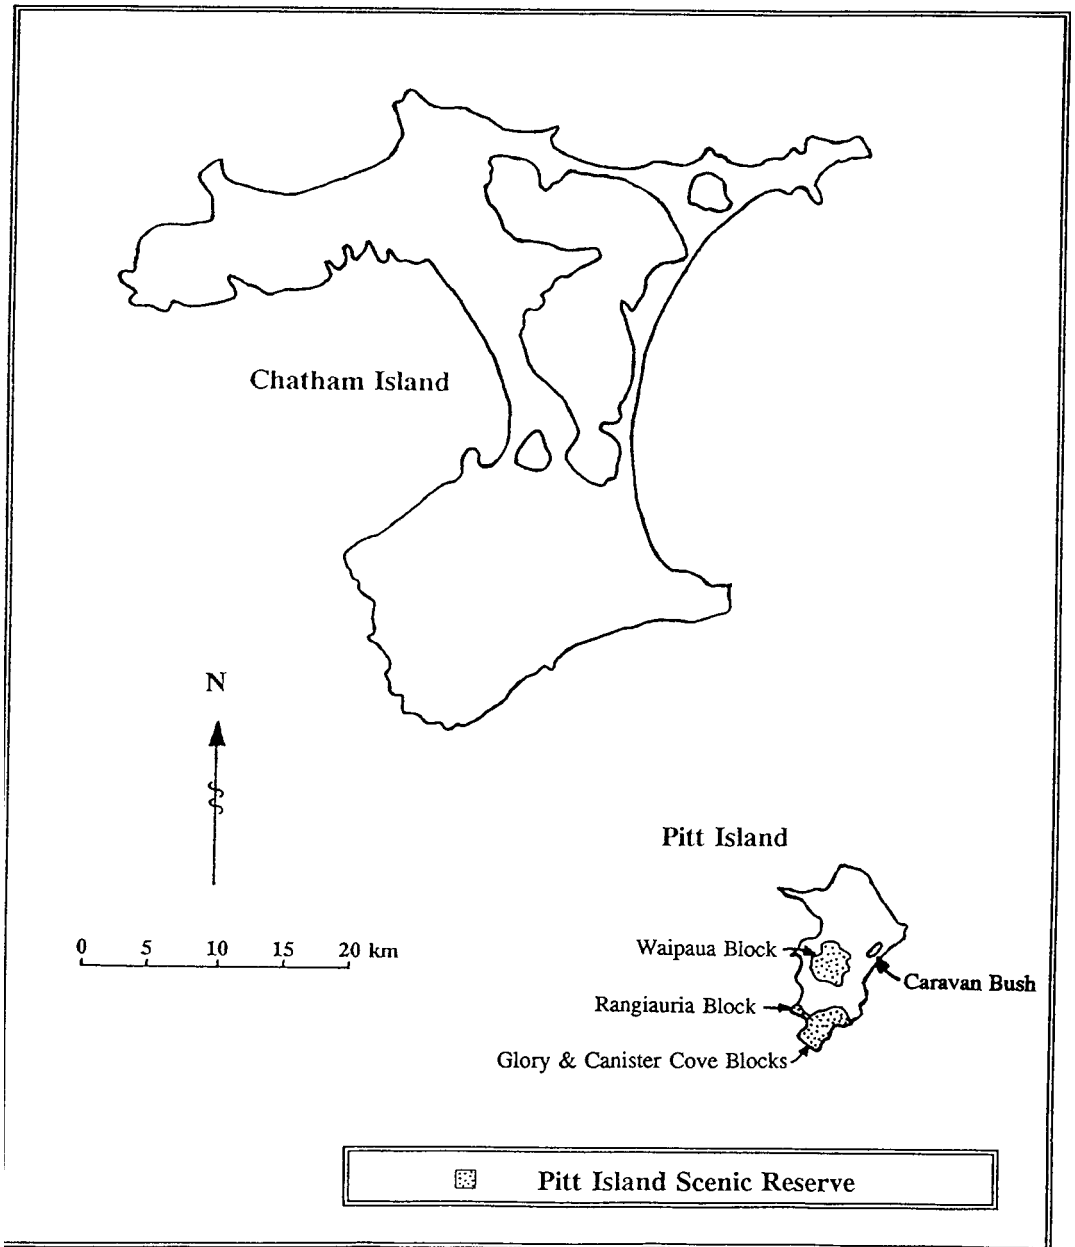 Chatham Island
N
Pitt Island
0 5 10 15 20 km
Waipaua Block
Caravan Bush
Rangiauria Block
Glory & Canister Cove Blocks
Pitt Island Scenic Reserve